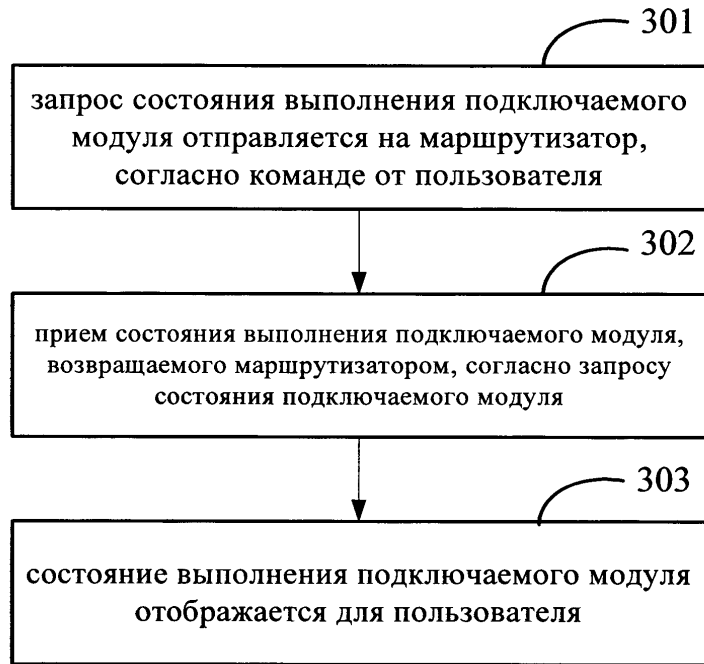 301
запрос состояния выполнения подключаемого
модуля отправляется на маршрутизатор,
согласно команде от пользователя
302
прием состояния выполнения подключаемого модуля,
возвращаемого маршрутизатором, согласно запросу
состояния подключаемого модуля
303
состояние выполнения подключаемого модуля
отображается для пользователя